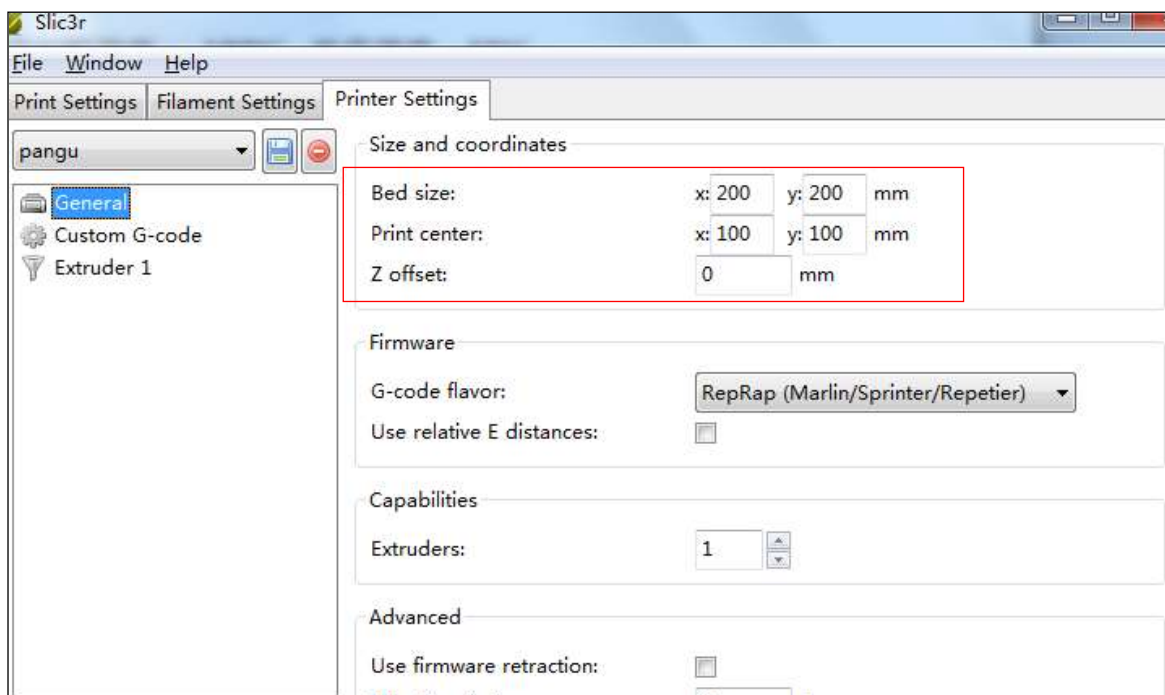 Slic3r
File Window Help
Print Settings Filament Settings Printer Settings
pangu
General
Custom G-code
Extruder 1
Size and coordinates
Bed size: x: 200 y: 200 mm
Print center: x: 100 y: 100 mm
Z offset: 0 mm
Firmware
G-code flavor: RepRap (Marlin/Sprinter/Repetier)
Use relative E distances:
Capabilities
Extruders: 1
Advanced
Use firmware retraction: